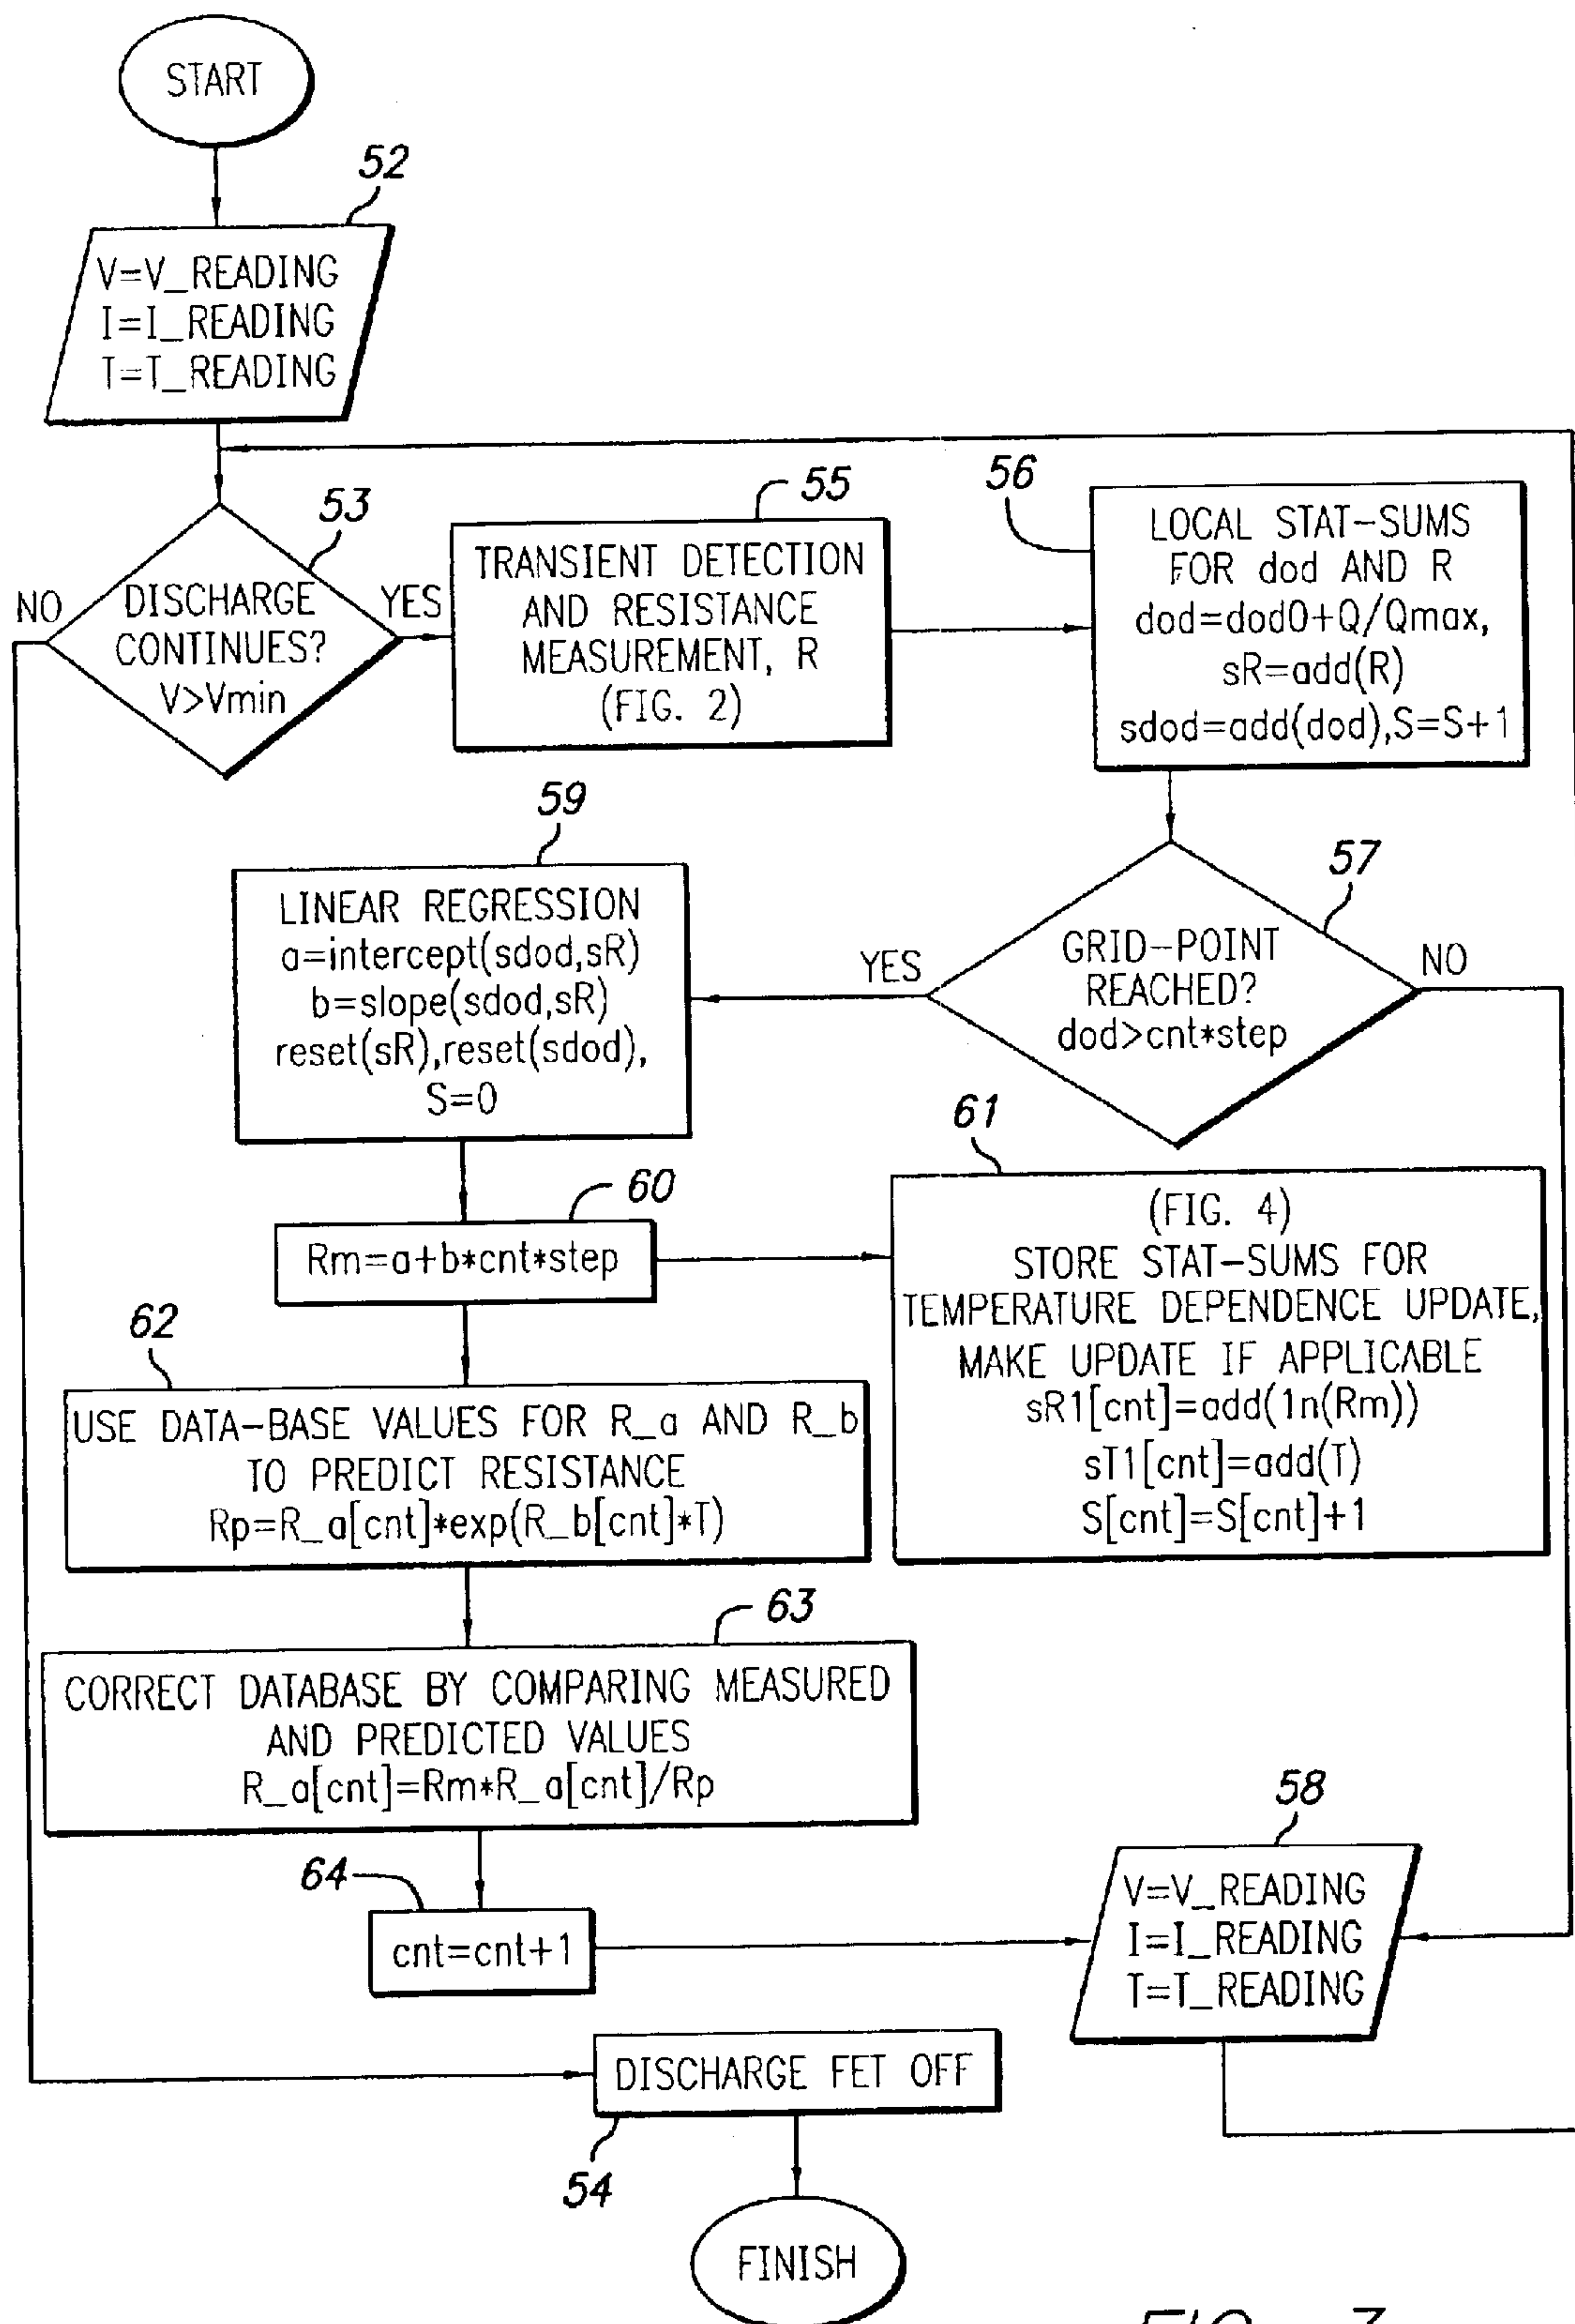 START
52
V=V_READING
I=I_READING
T=T_READING
53
NO
DISCHARGE
CONTINUES?
V>Vmin
YES
55
TRANSIENT DETECTION
AND RESISTANCE
MEASUREMENT, R
(FIG. 2)
56
LOCAL STAT-SUMS
FOR dod AND R
dod=dod0+Q/Qmax,
sR=add(R)
sdod=add(dod),S=S+1
57
GRID-POINT
REACHED?
dod>cnt*step
YES
NO
59
LINEAR REGRESSION
a=intercept(sdod,sR)
b=slope(sdod,sR)
reset(sR),reset(sdod),
S=0
60
Rm=a+b*cnt*step
61
(FIG. 4)
STORE STAT-SUMS FOR
TEMPERATURE DEPENDENCE UPDATE,
MAKE UPDATE IF APPLICABLE
sR1[cnt]=add(1n(Rm))
sT1[cnt]=add(T)
S[cnt]=S[cnt]+1
62
USE DATA-BASE VALUES FOR R_a AND R_b
TO PREDICT RESISTANCE
Rp=R_a[cnt]*exp(R_b[cnt]*T)
63
CORRECT DATABASE BY COMPARING MEASURED
AND PREDICTED VALUES
R_a[cnt]=Rm*R_a[cnt]/Rp
64
cnt=cnt+1
58
V=V_READING
I=I_READING
T=T_READING
DISCHARGE FET OFF
54
FINISH